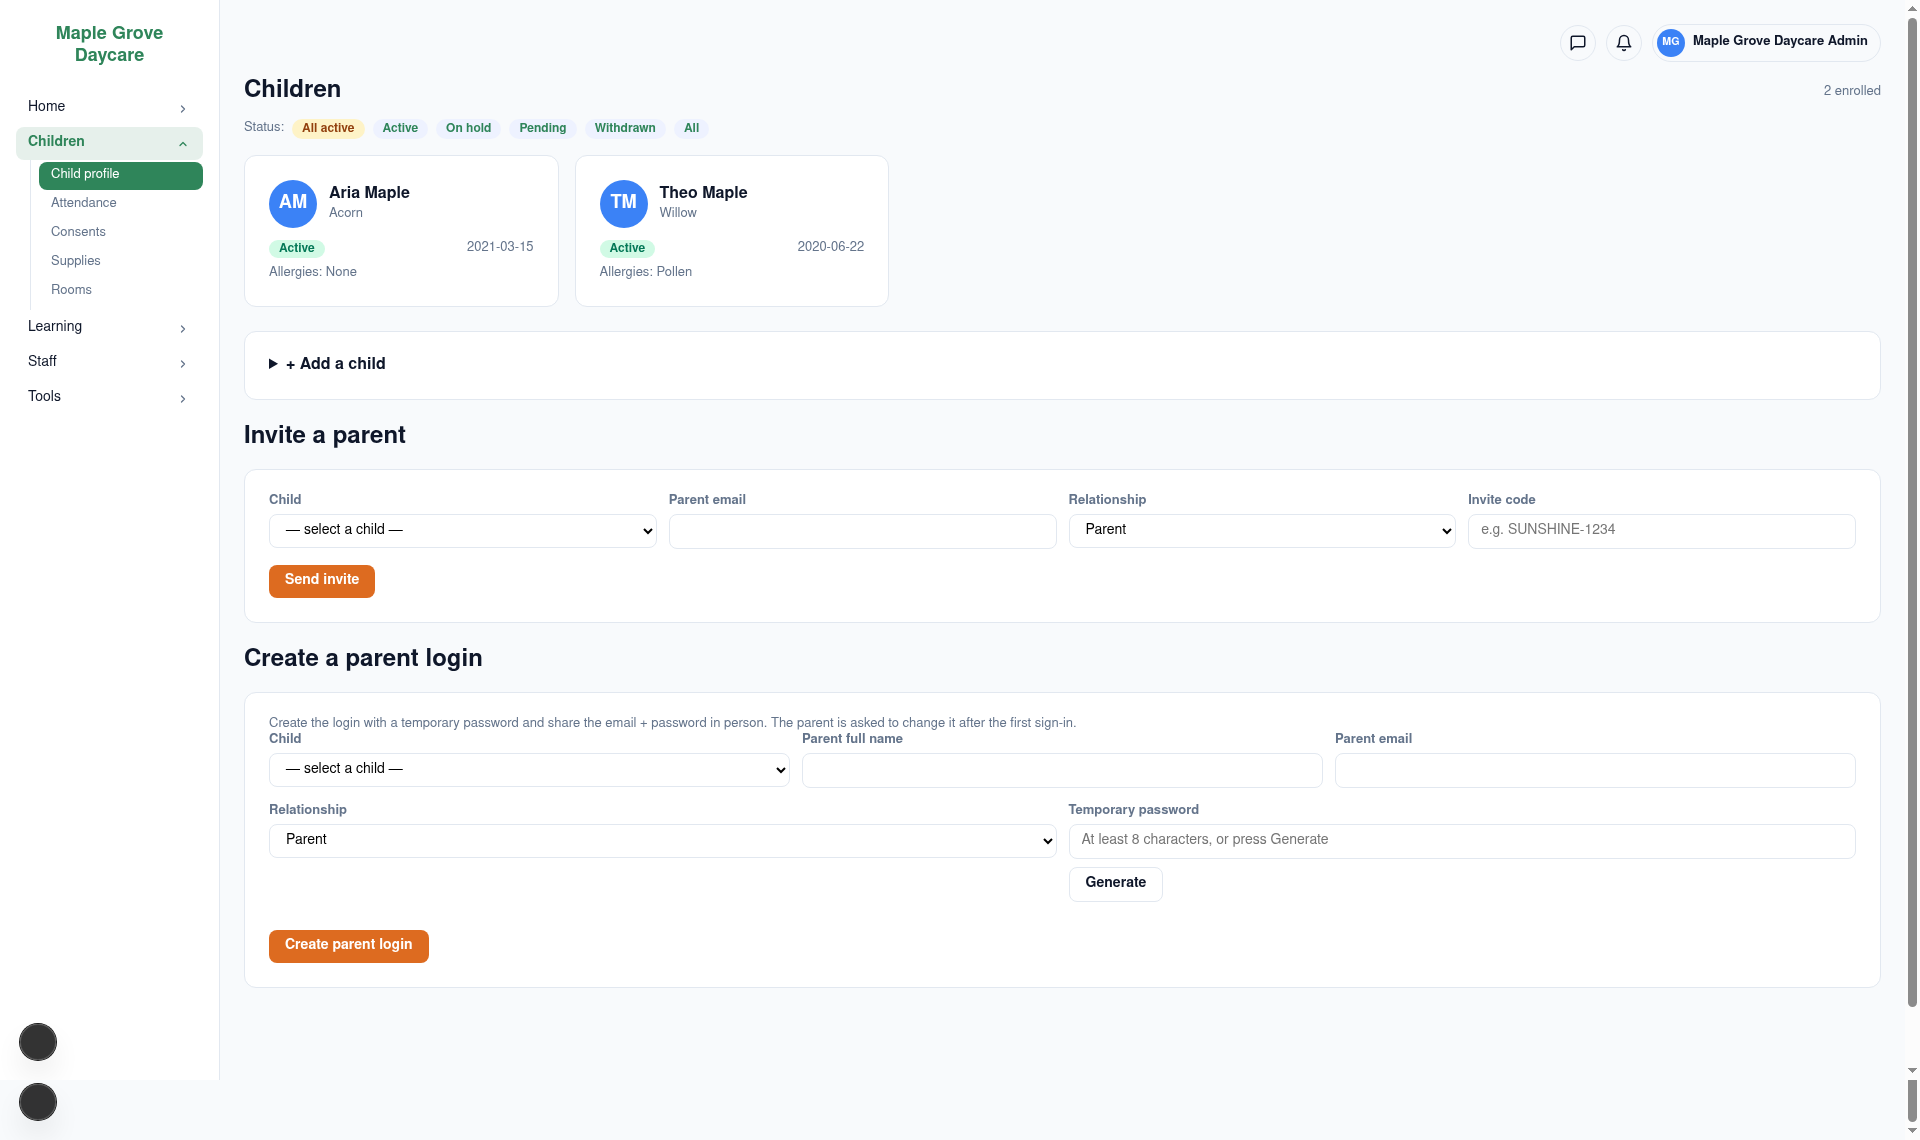 Maple Grove
Daycare
Home
Children
Child profile
Attendance
Consents
Supplies
Rooms
Learning
Staff
Tools
MG Maple Grove Daycare Admin
Children
2 enrolled
Status: All active Active On hold Pending Withdrawn All
AM Aria Maple
Acorn
Active 2021-03-15
Allergies: None
TM Theo Maple
Willow
Active 2020-06-22
Allergies: Pollen
+ Add a child
Invite a parent
Child Parent email Relationship Invite code
— select a child — Parent e.g. SUNSHINE-1234
Send invite
Create a parent login
Create the login with a temporary password and share the email + password in person. The parent is asked to change it after the first sign-in.
Child Parent full name Parent email
— select a child —
Relationship Temporary password
Parent At least 8 characters, or press Generate
Generate
Create parent login